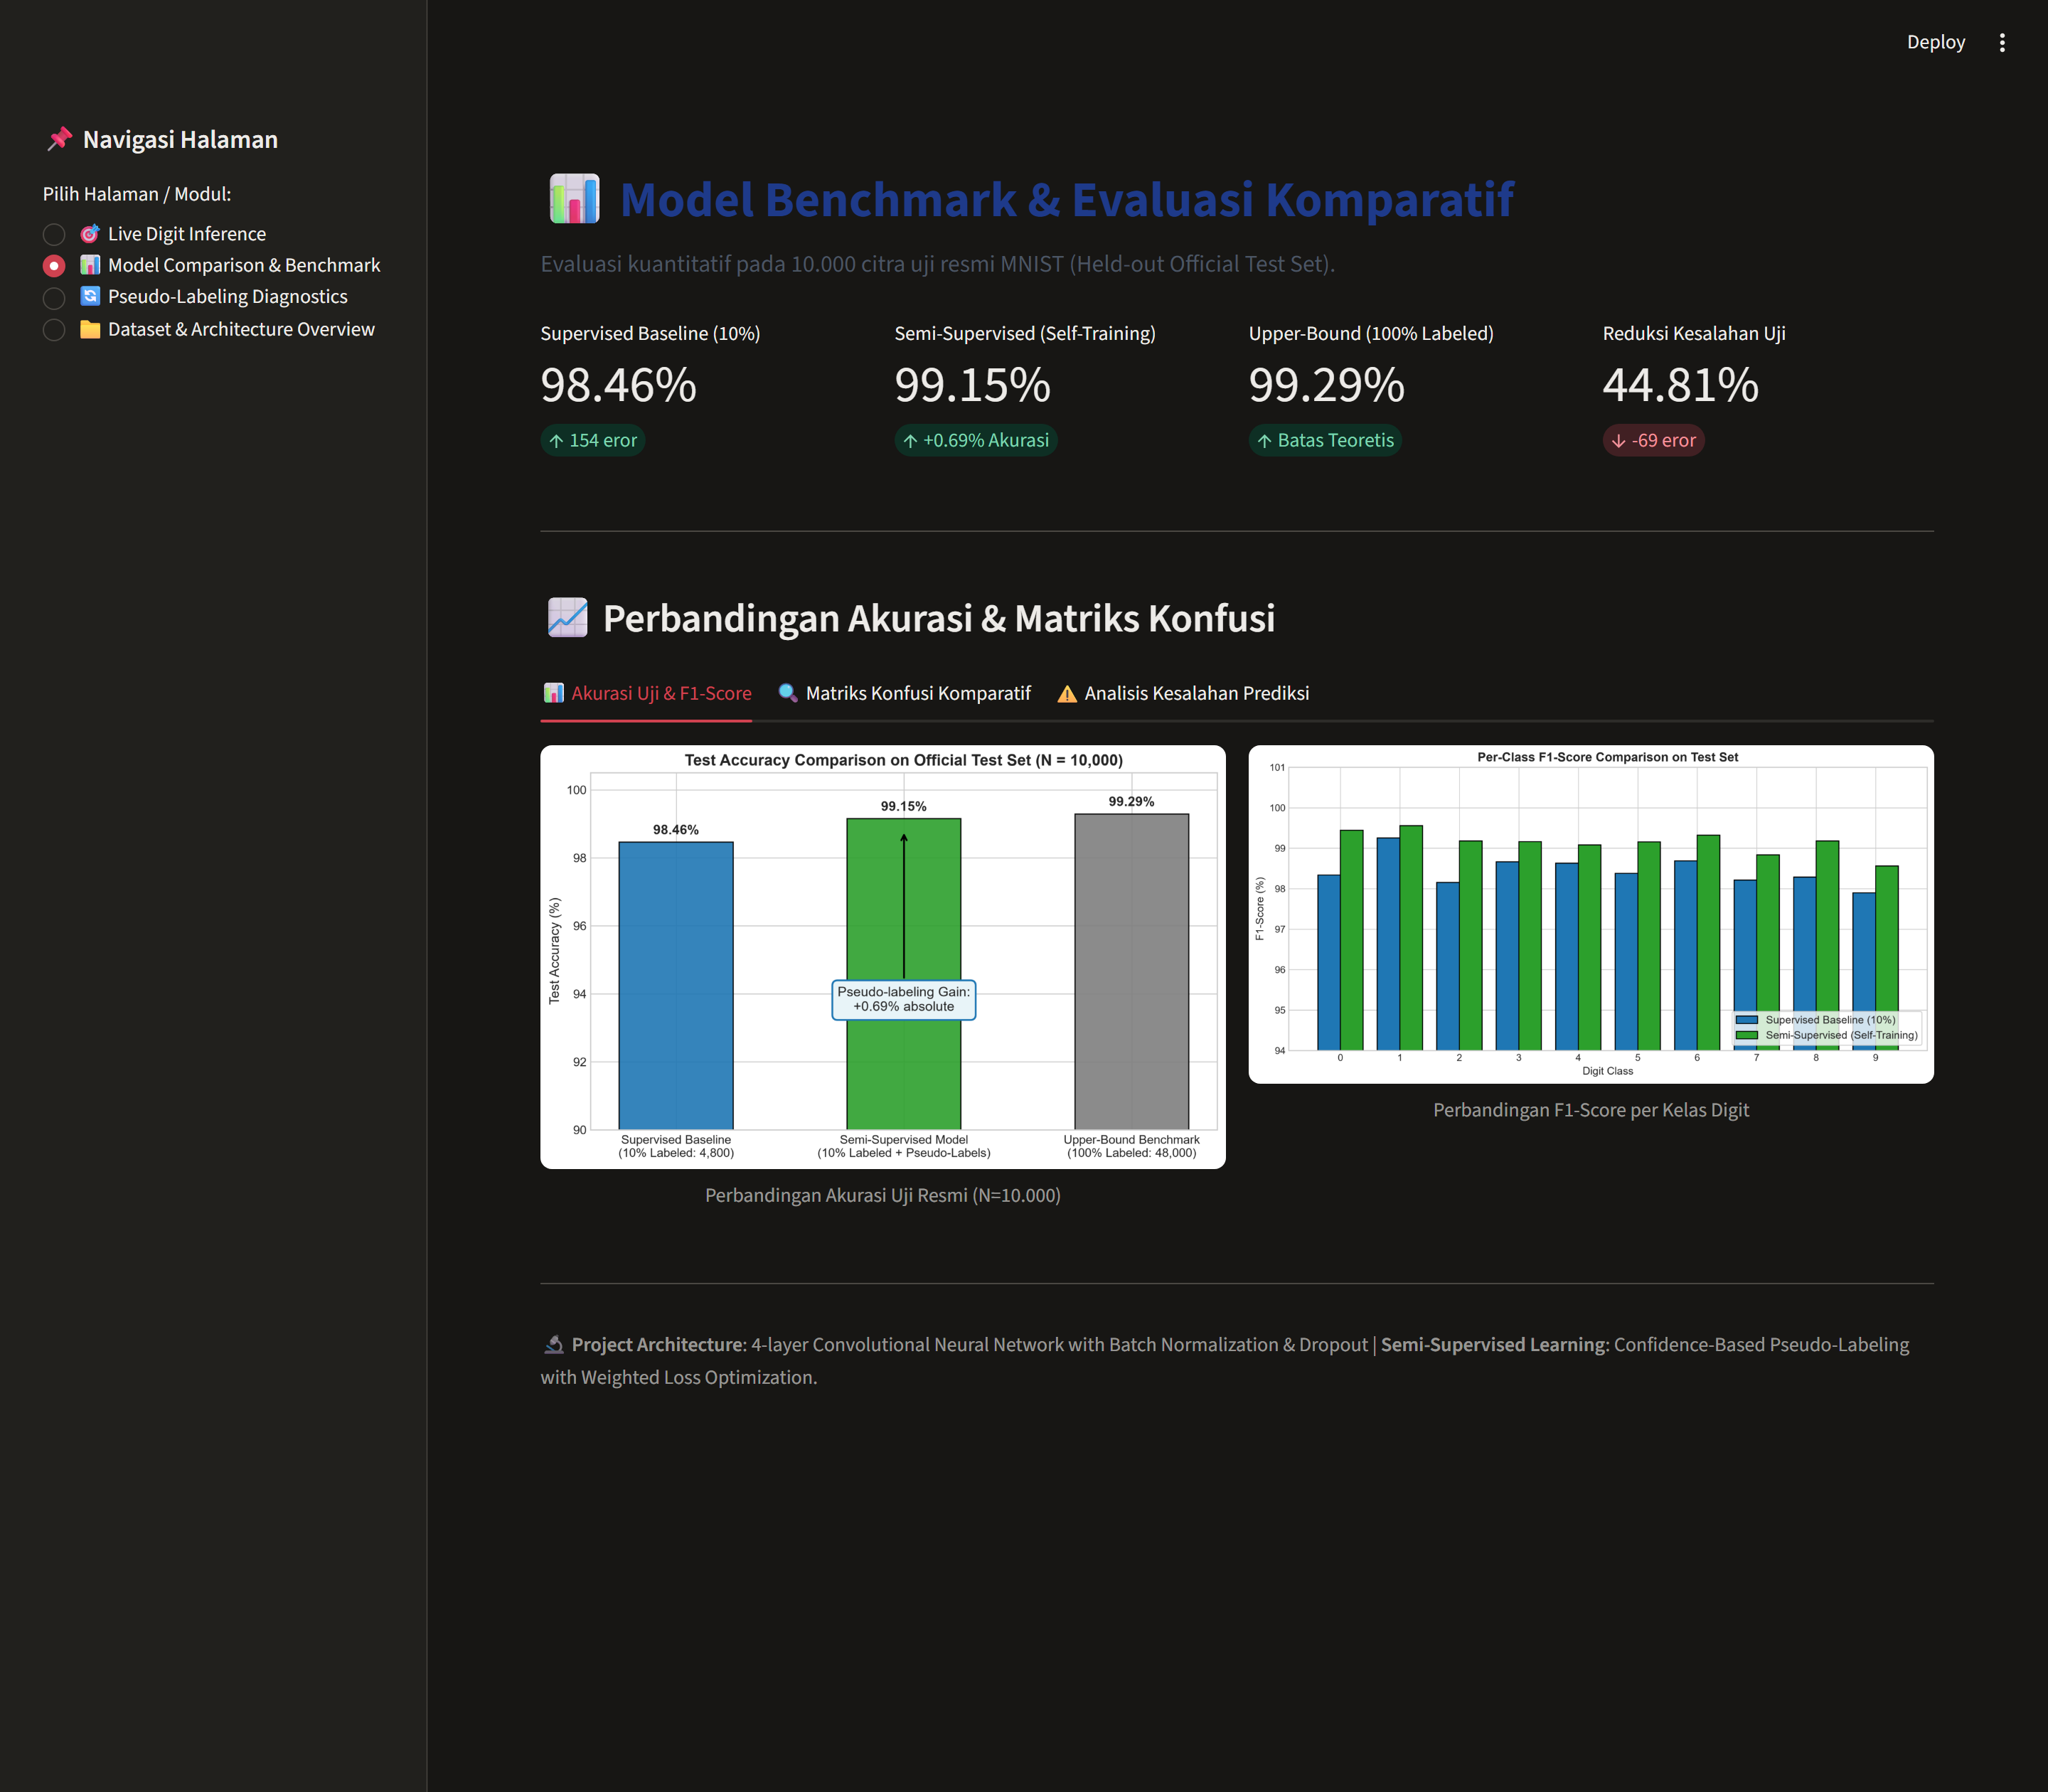 Deploy
Navigasi Halaman
Pilih Halaman / Modul:
Live Digit Inference
Model Comparison & Benchmark
Pseudo-Labeling Diagnostics
Dataset & Architecture Overview
Model Benchmark & Evaluasi Komparatif
Evaluasi kuantitatif pada 10.000 citra uji resmi MNIST (Held-out Official Test Set).
Supervised Baseline (10%)
98.46%
↑ 154 eror
Semi-Supervised (Self-Training)
99.15%
↑ +0.69% Akurasi
Upper-Bound (100% Labeled)
99.29%
↑ Batas Teoretis
Reduksi Kesalahan Uji
44.81%
↓ -69 eror
Perbandingan Akurasi & Matriks Konfusi
Akurasi Uji & F1-Score
Matriks Konfusi Komparatif
Analisis Kesalahan Prediksi
Test Accuracy Comparison on Official Test Set (N = 10,000)
Test Accuracy (%)
100
98
96
94
92
90
98.46%
99.15%
99.29%
Pseudo-labeling Gain:
+0.69% absolute
Supervised Baseline
(10% Labeled: 4,800)
Semi-Supervised Model
(10% Labeled + Pseudo-Labels)
Upper-Bound Benchmark
(100% Labeled: 48,000)
Perbandingan Akurasi Uji Resmi (N=10.000)
Per-Class F1-Score Comparison on Test Set
F1-Score (%)
101
100
99
98
97
96
95
94
Supervised Baseline (10%)
Semi-Supervised (Self-Training)
0 1 2 3 4 5 6 7 8 9
Digit Class
Perbandingan F1-Score per Kelas Digit
Project Architecture: 4-layer Convolutional Neural Network with Batch Normalization & Dropout | Semi-Supervised Learning: Confidence-Based Pseudo-Labeling
with Weighted Loss Optimization.